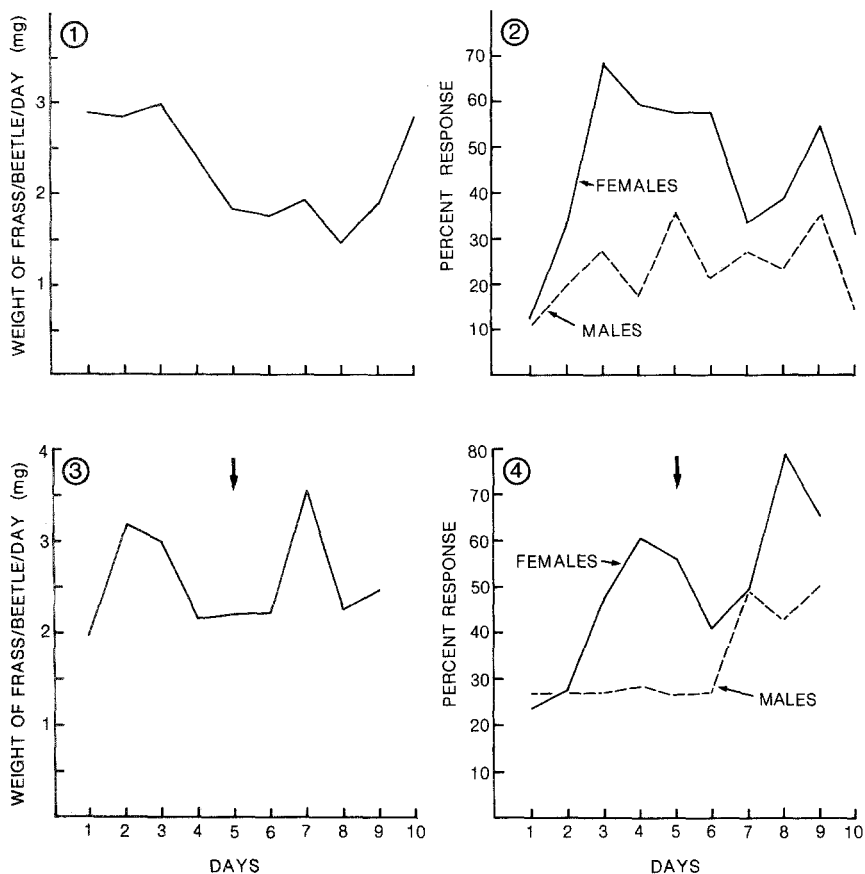 ①
WEIGHT OF FRASS/BEETLE/DAY (mg)
3
2
1
②
PERCENT RESPONSE
70
60
50
40
30
20
10
FEMALES
MALES
③
WEIGHT OF FRASS/BEETLE/DAY (mg)
4
3
2
1
1 2 3 4 5 6 7 8 9 10
DAYS
④
PERCENT RESPONSE
80
70
60
50
40
30
20
10
FEMALES
MALES
1 2 3 4 5 6 7 8 9 10
DAYS